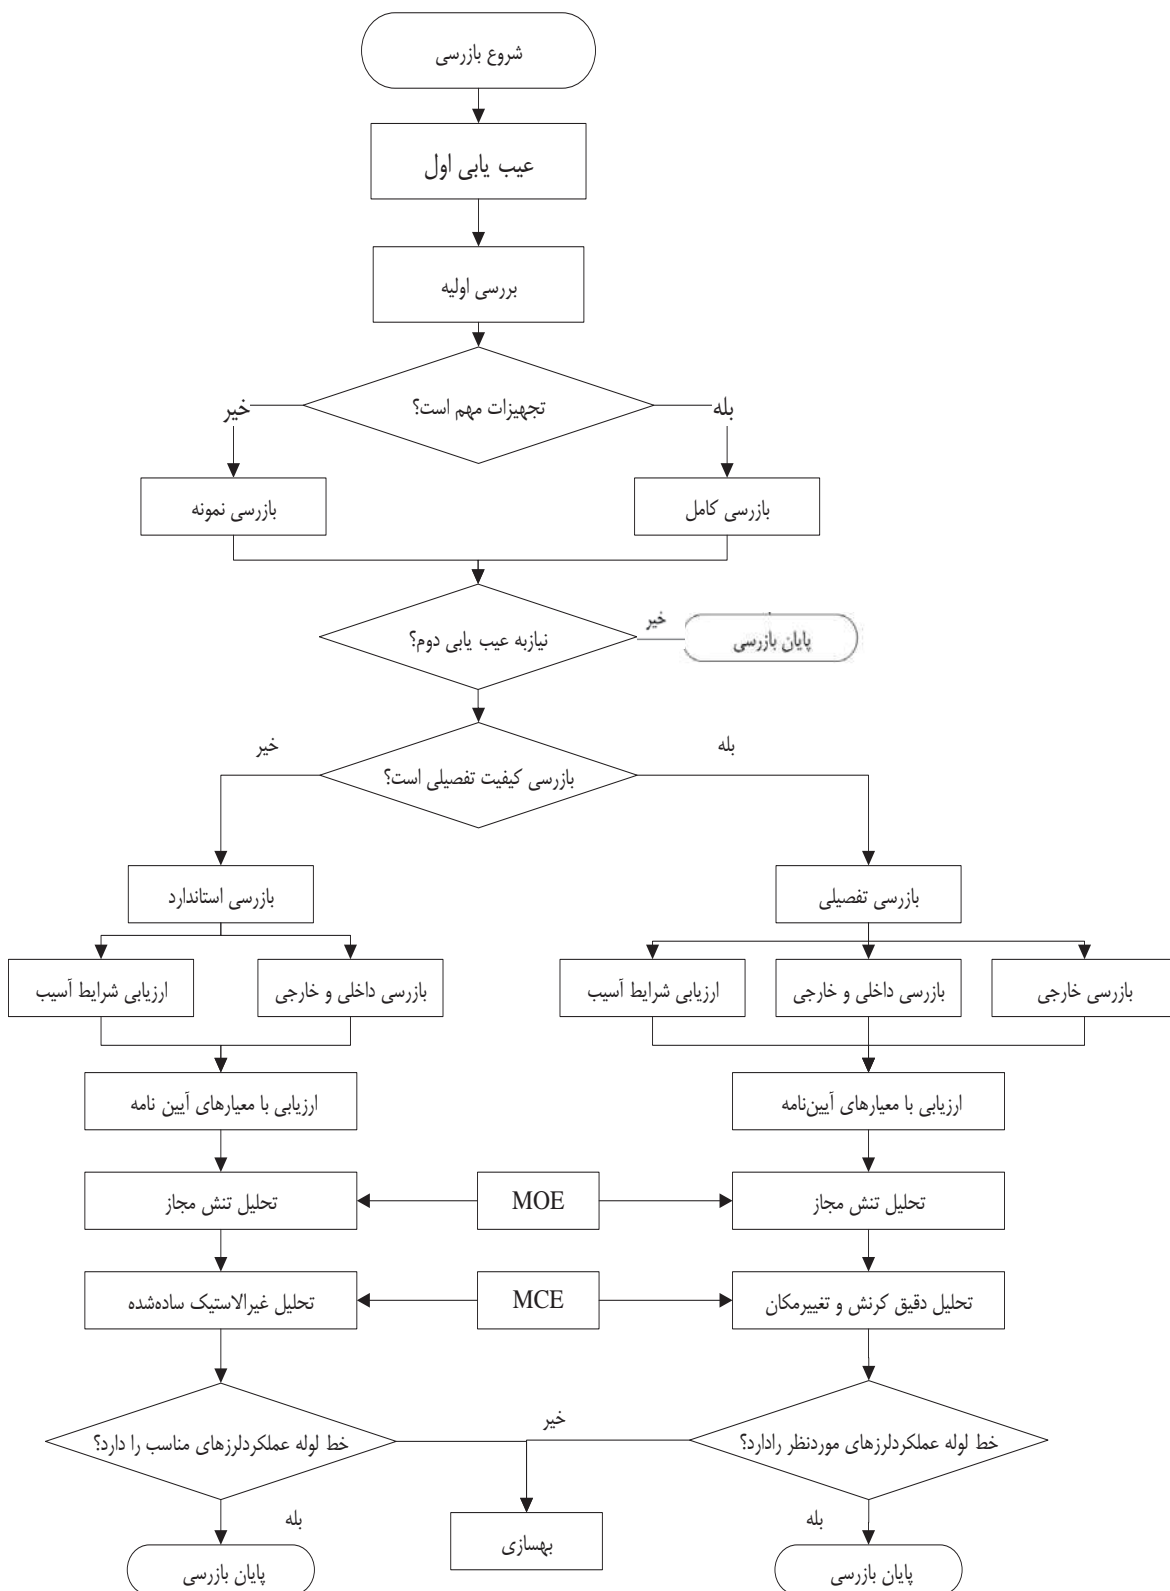 شروع بازرسی
عیب یابی اول
بررسی اولیه
تجهیزات مهم است؟
بله
خیر
بازرسی کامل
بازرسی نمونه
نیازبه عیب یابی دوم؟
خیر
پایان بازرسی
بازرسی کیفیت تفصیلی است؟
بله
خیر
بازرسی تفصیلی
بازرسی استاندارد
بازرسی خارجی
بازرسی داخلی و خارجی
ارزیابی شرایط آسیب
بازرسی داخلی و خارجی
ارزیابی شرایط آسیب
ارزیابی با معیارهای آیین‌نامه
ارزیابی با معیارهای آیین نامه
تحلیل تنش مجاز
MOE
تحلیل تنش مجاز
تحلیل دقیق کرنش و تغییرمکان
MCE
تحلیل غیرالاستیک ساده‌شده
خط لوله عملکردلرزهای موردنظر رادارد؟
خیر
خط لوله عملکردلرزهای مناسب را دارد؟
بله
بله
بهسازی
پایان بازرسی
پایان بازرسی